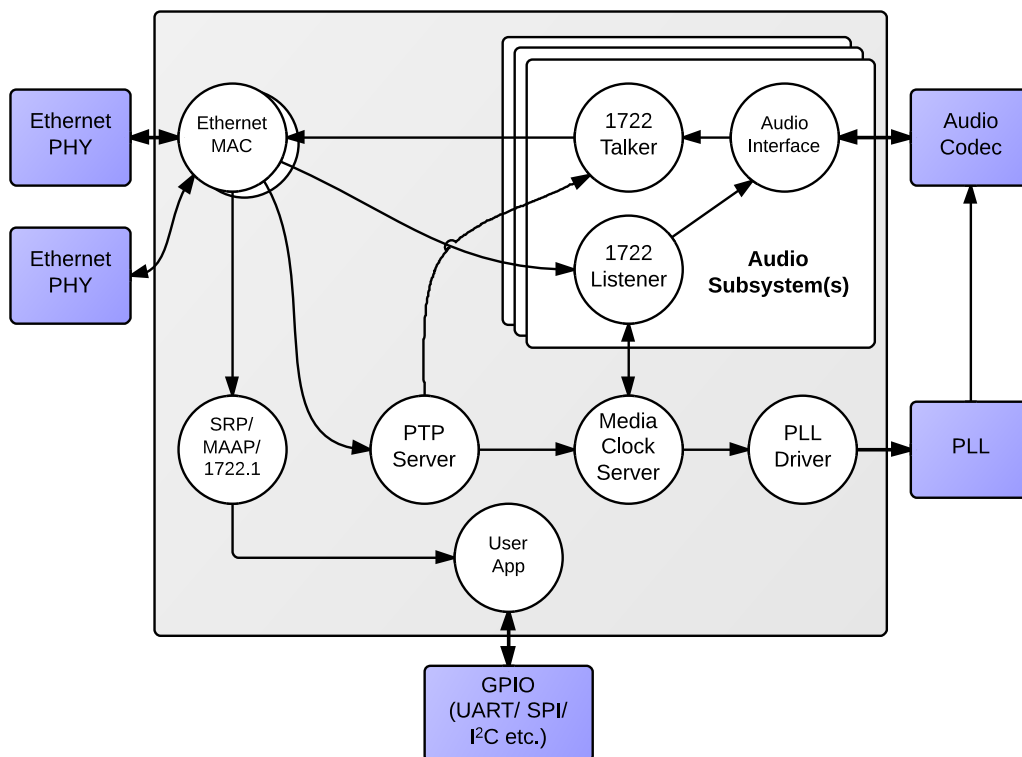 Ethernet
PHY
Ethernet
MAC
1722
Talker
Audio
Interface
Audio
Codec
Ethernet
PHY
1722
Listener
Audio
Subsystem(s)
SRP/
MAAP/
1722.1
PTP
Server
Media
Clock
Server
PLL
Driver
PLL
User
App
GPIO
(UART/ SPI/
I²C etc.)